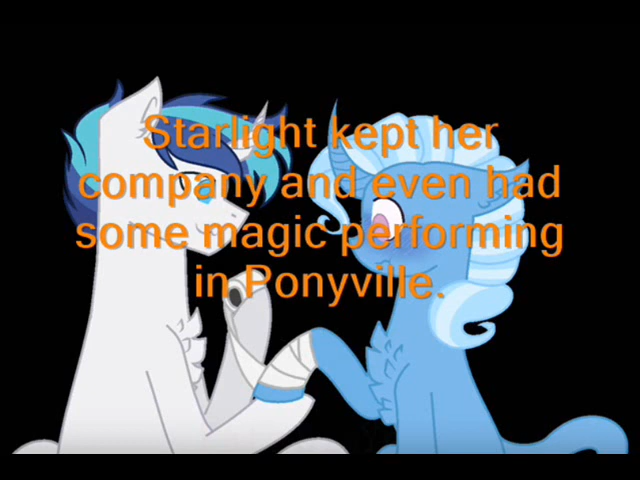 Starlight kept her
company and even had
some magic performing
in Ponyville.